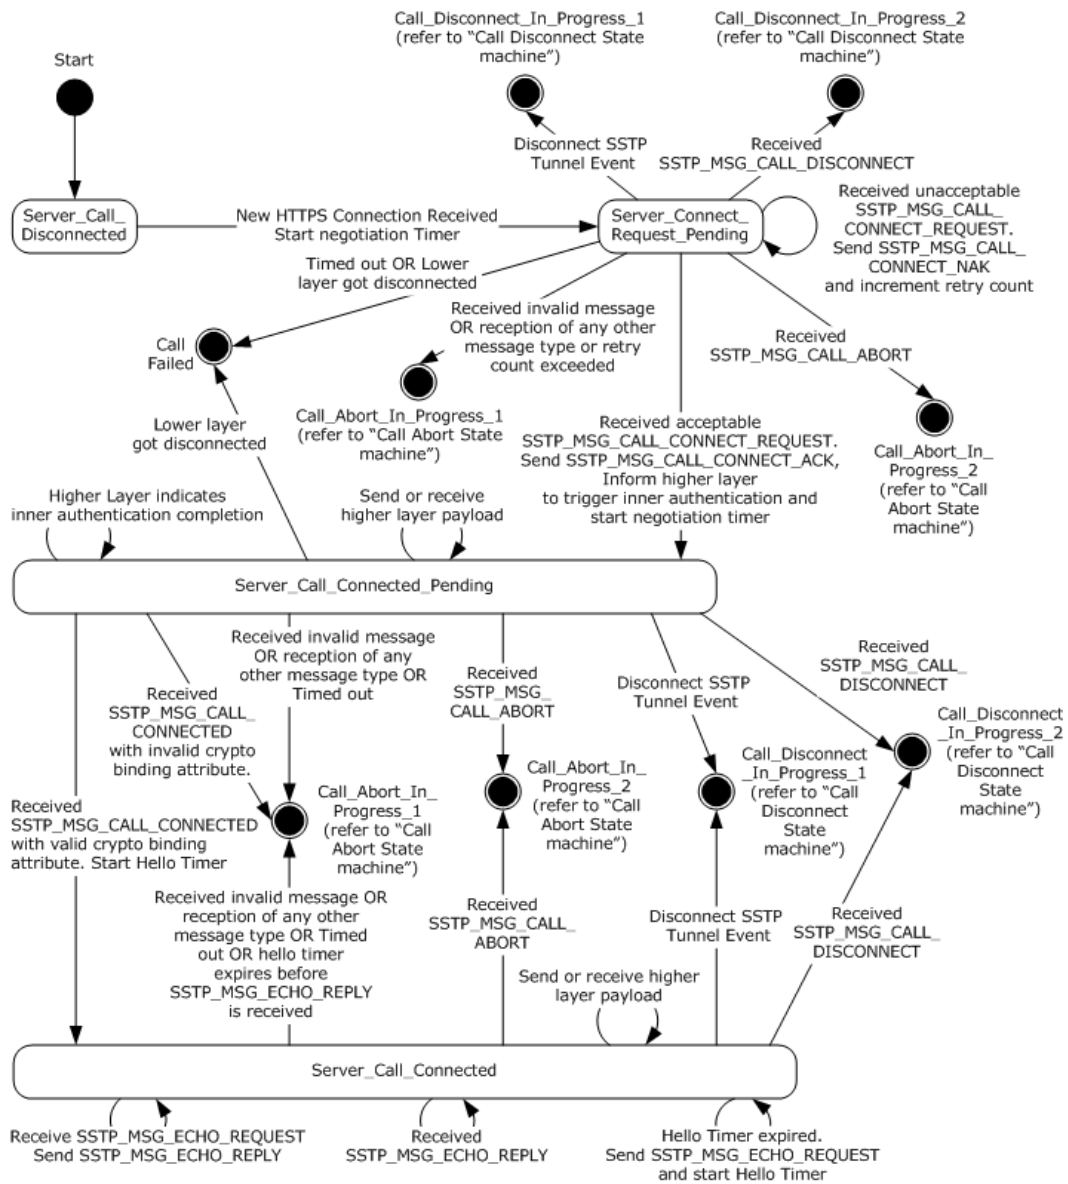 Call_Disconnect_In_Progress_1
(refer to “Call Disconnect State
machine”)
Call_Disconnect_In_Progress_2
(refer to “Call Disconnect State
machine”)
Start
Disconnect SSTP
Tunnel Event
Received
SSTP_MSG_CALL_DISCONNECT
Server_Call_
Disconnected
New HTTPS Connection Received
Start negotiation Timer
Server_Connect_
Request_Pending
Received unacceptable
SSTP_MSG_CALL_
CONNECT_REQUEST.
Send SSTP_MSG_CALL_
CONNECT_NAK
and increment retry count
Timed out OR Lower
layer got disconnected
Received invalid message
OR reception of any other
message type or retry
count exceeded
Received
SSTP_MSG_CALL_ABORT
Call
Failed
Call_Abort_In_Progress_1
(refer to “Call Abort State
machine”)
Lower layer
got disconnected
Received acceptable
SSTP_MSG_CALL_CONNECT_REQUEST.
Send SSTP_MSG_CALL_CONNECT_ACK,
Inform higher layer
to trigger inner authentication and
start negotiation timer
Call_Abort_In_
Progress_2
(refer to “Call
Abort State
machine”)
Higher Layer indicates
inner authentication completion
Send or receive
higher layer payload
Server_Call_Connected_Pending
Received
SSTP_MSG_CALL_
CONNECTED
with invalid crypto
binding attribute.
Received invalid message
OR reception of any
other message type OR
Timed out
Received
SSTP_MSG_
CALL_ABORT
Disconnect SSTP
Tunnel Event
Received
SSTP_MSG_CALL_
DISCONNECT
Received
SSTP_MSG_CALL_CONNECTED
with valid crypto binding
attribute. Start Hello Timer
Call_Abort_In_
Progress_1
(refer to “Call
Abort State
machine”)
Call_Abort_In_
Progress_2
(refer to “Call
Abort State
machine”)
Call_Disconnect
_In_Progress_1
(refer to “Call
Disconnect
State
machine”)
Call_Disconnect
_In_Progress_2
(refer to “Call
Disconnect
State
machine”)
Received invalid message OR
reception of any other
message type OR Timed
out OR hello timer
expires before
SSTP_MSG_ECHO_REPLY
is received
Received
SSTP_MSG_CALL_
ABORT
Disconnect SSTP
Tunnel Event
Received
SSTP_MSG_CALL_
DISCONNECT
Send or receive higher
layer payload
Server_Call_Connected
Receive SSTP_MSG_ECHO_REQUEST
Send SSTP_MSG_ECHO_REPLY
Received
SSTP_MSG_ECHO_REPLY
Hello Timer expired.
Send SSTP_MSG_ECHO_REQUEST
and start Hello Timer